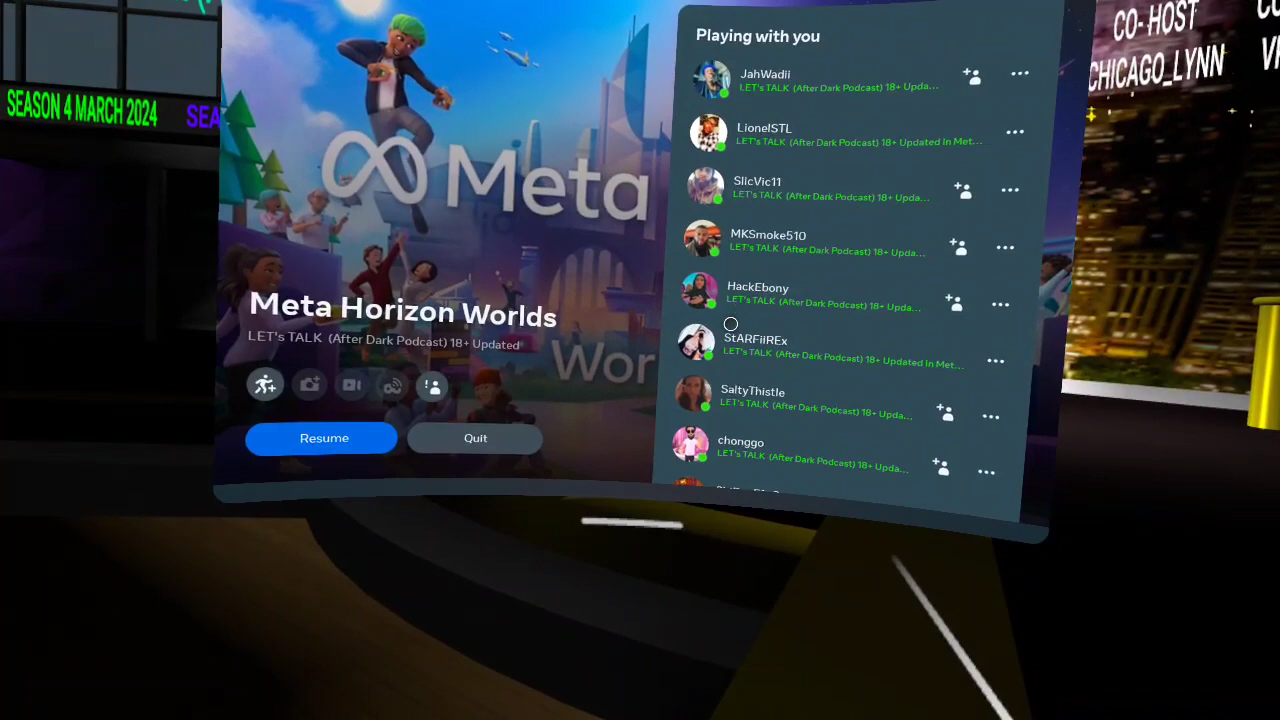 SEASON 4 MARCH 2024
SEA
CO-HOST
CHICAGO_LYNN
Meta
Wor
Meta Horizon Worlds
LET's TALK (After Dark Podcast) 18+ Updated
Resume
Quit
Playing with you
JahWadii
LET's TALK (After Dark Podcast) 18+ Upda...
LionelSTL
LET's TALK (After Dark Podcast) 18+ Updated In Met...
SlicVic11
LET's TALK (After Dark Podcast) 18+ Upda...
MKSmoke510
LET's TALK (After Dark Podcast) 18+ Upda...
HackEbony
LET's TALK (After Dark Podcast) 18+ Upda...
StARFiiREx
LET's TALK (After Dark Podcast) 18+ Updated In Met...
SaltyThistle
LET's TALK (After Dark Podcast) 18+ Upda...
chonggo
LET's TALK (After Dark Podcast) 18+ Upda...